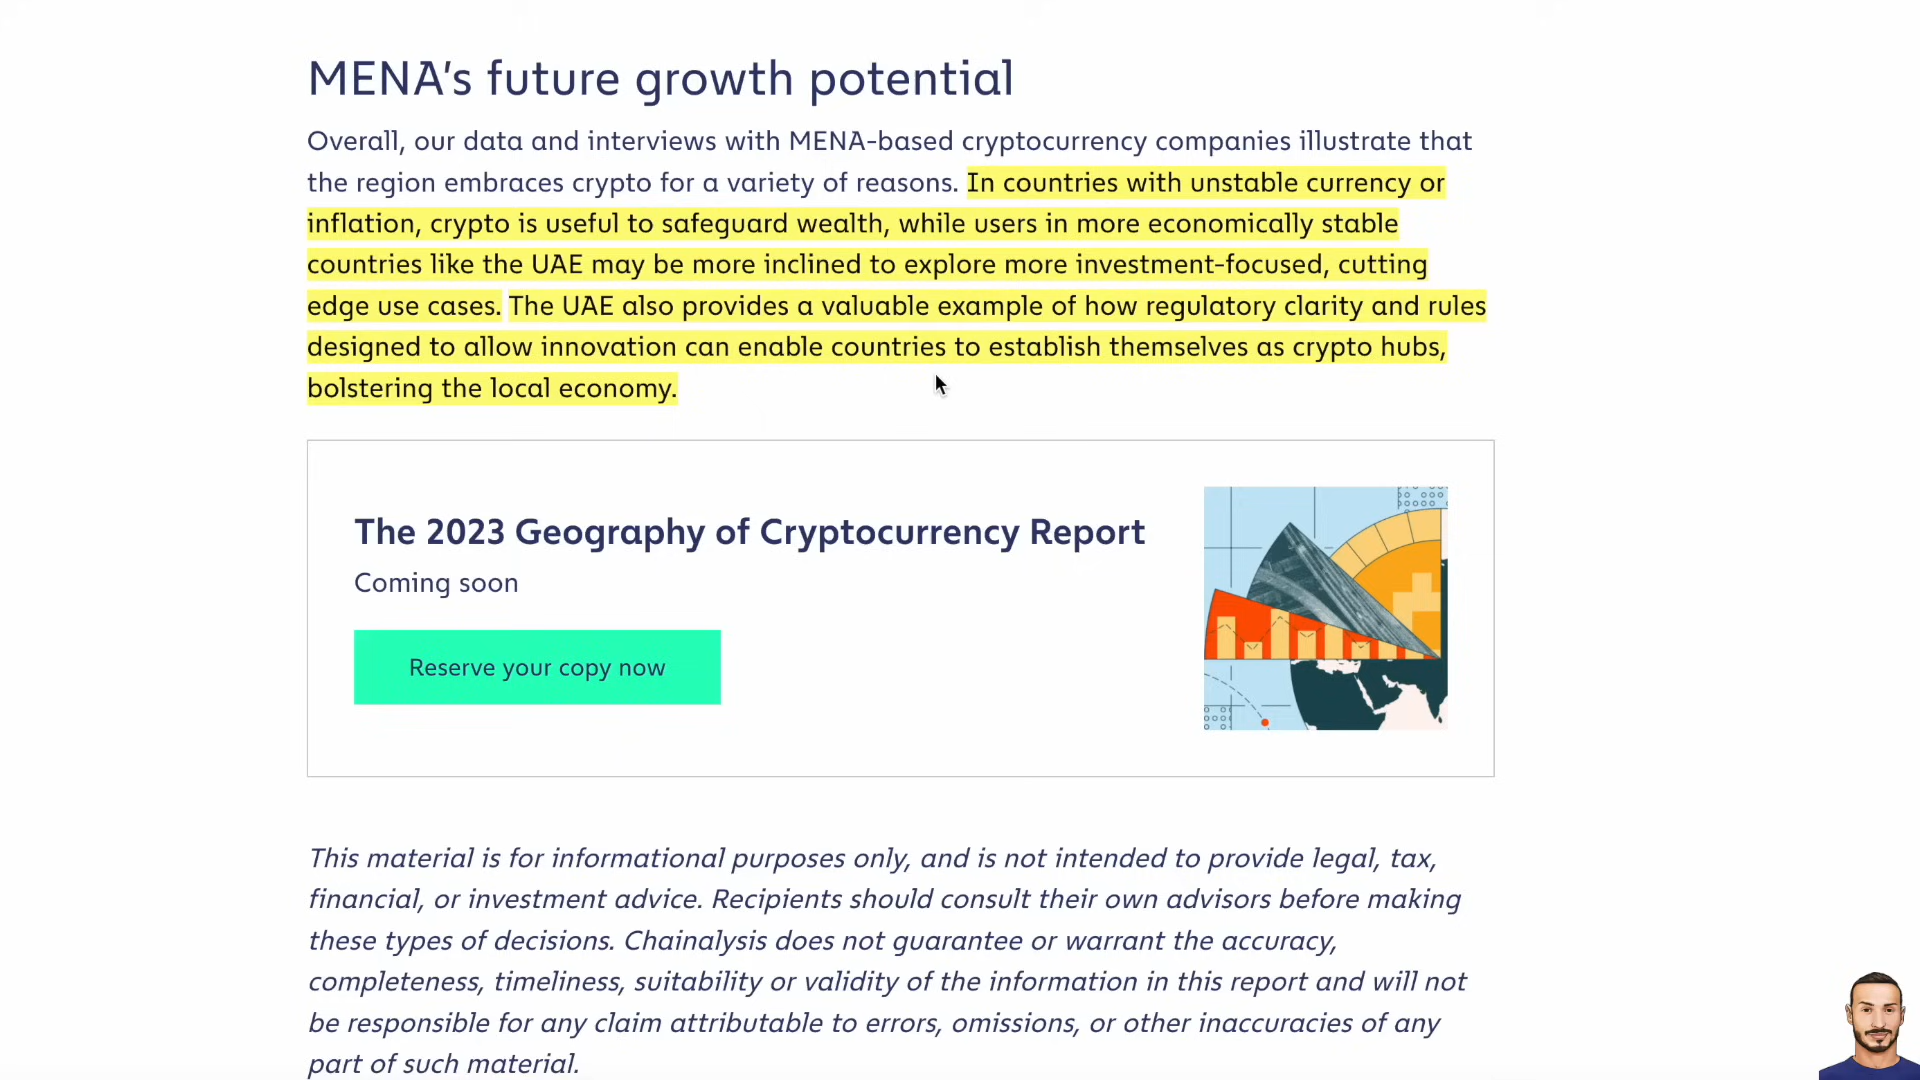 MENA's future growth potential
Overall, our data and interviews with MENA-based cryptocurrency companies illustrate that
the region embraces crypto for a variety of reasons. In countries with unstable currency or
inflation, crypto is useful to safeguard wealth, while users in more economically stable
countries like the UAE may be more inclined to explore more investment-focused, cutting
edge use cases. The UAE also provides a valuable example of how regulatory clarity and rules
designed to allow innovation can enable countries to establish themselves as crypto hubs,
bolstering the local economy.
The 2023 Geography of Cryptocurrency Report
Coming soon
Reserve your copy now
This material is for informational purposes only, and is not intended to provide legal, tax,
financial, or investment advice. Recipients should consult their own advisors before making
these types of decisions. Chainalysis does not guarantee or warrant the accuracy,
completeness, timeliness, suitability or validity of the information in this report and will not
be responsible for any claim attributable to errors, omissions, or other inaccuracies of any
part of such material.